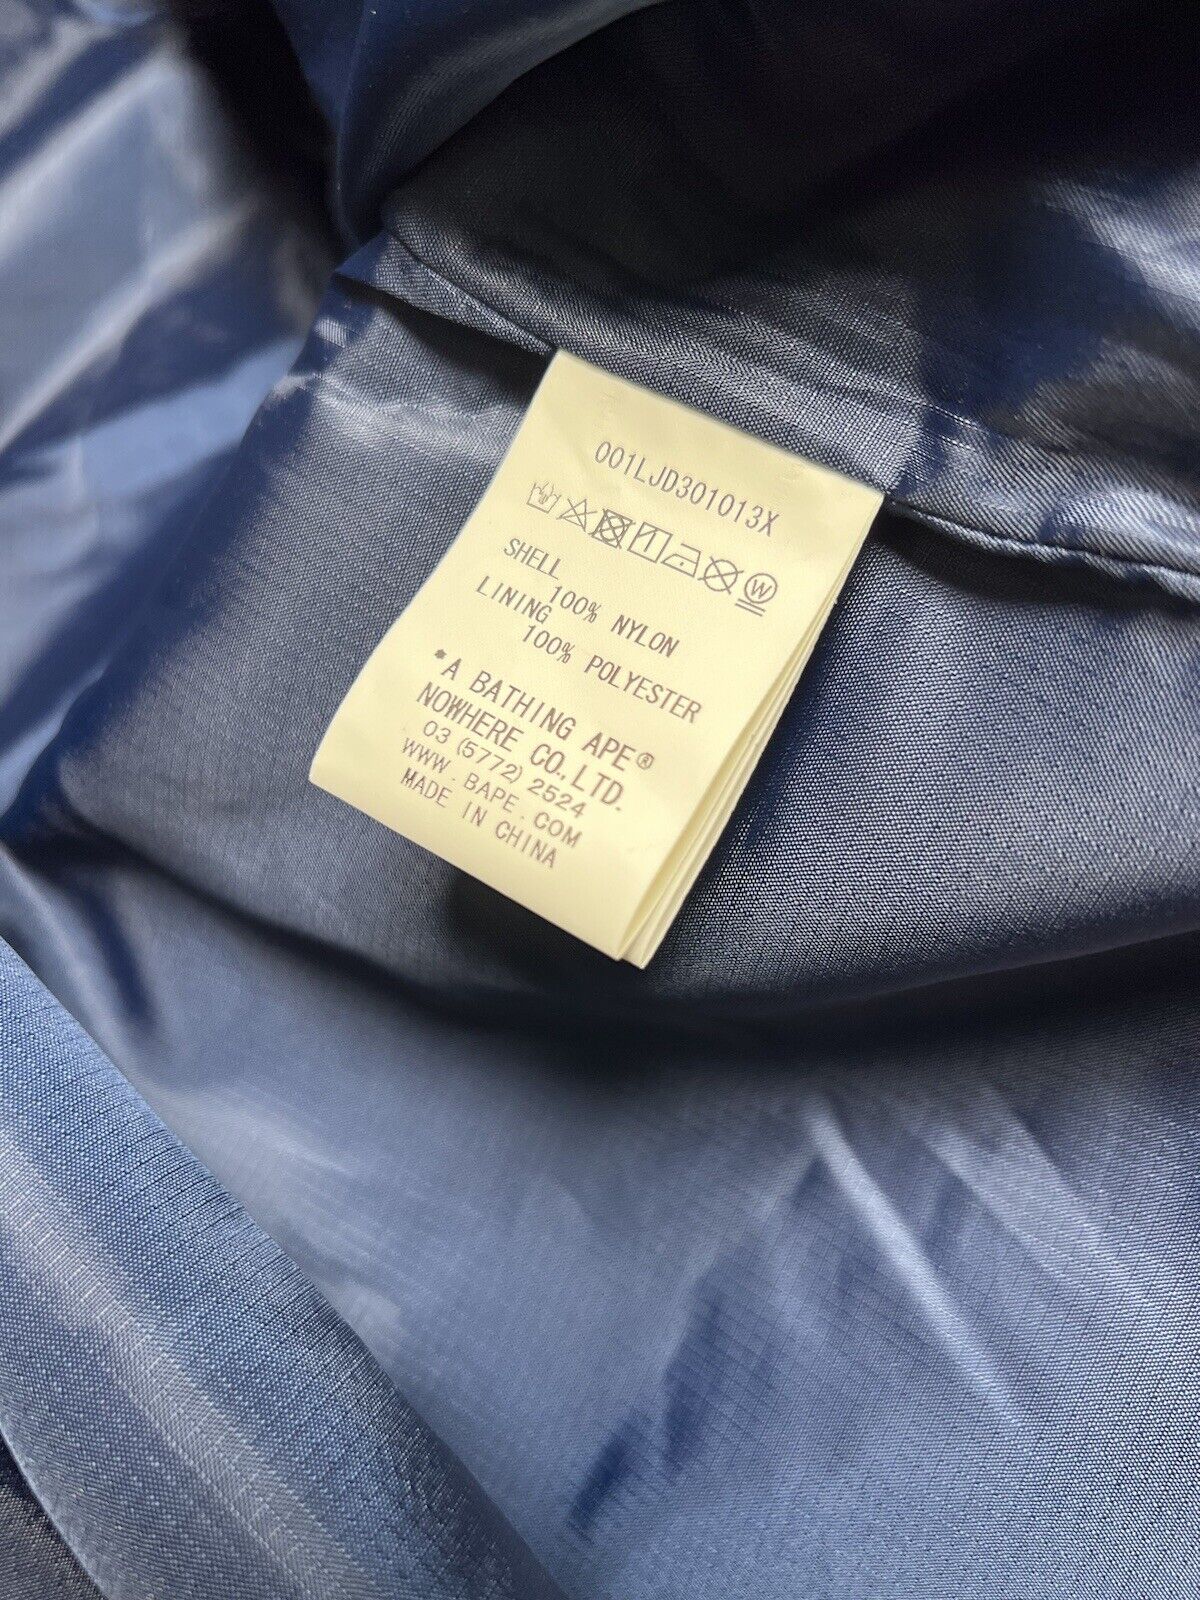 001LJD301013X
W
SHELL
100% NYLON
LINING
100% POLYESTER
*A BATHING APE®
NOWHERE CO., LTD.
03 (5772) 2524
WWW.BAPE.COM
MADE IN CHINA